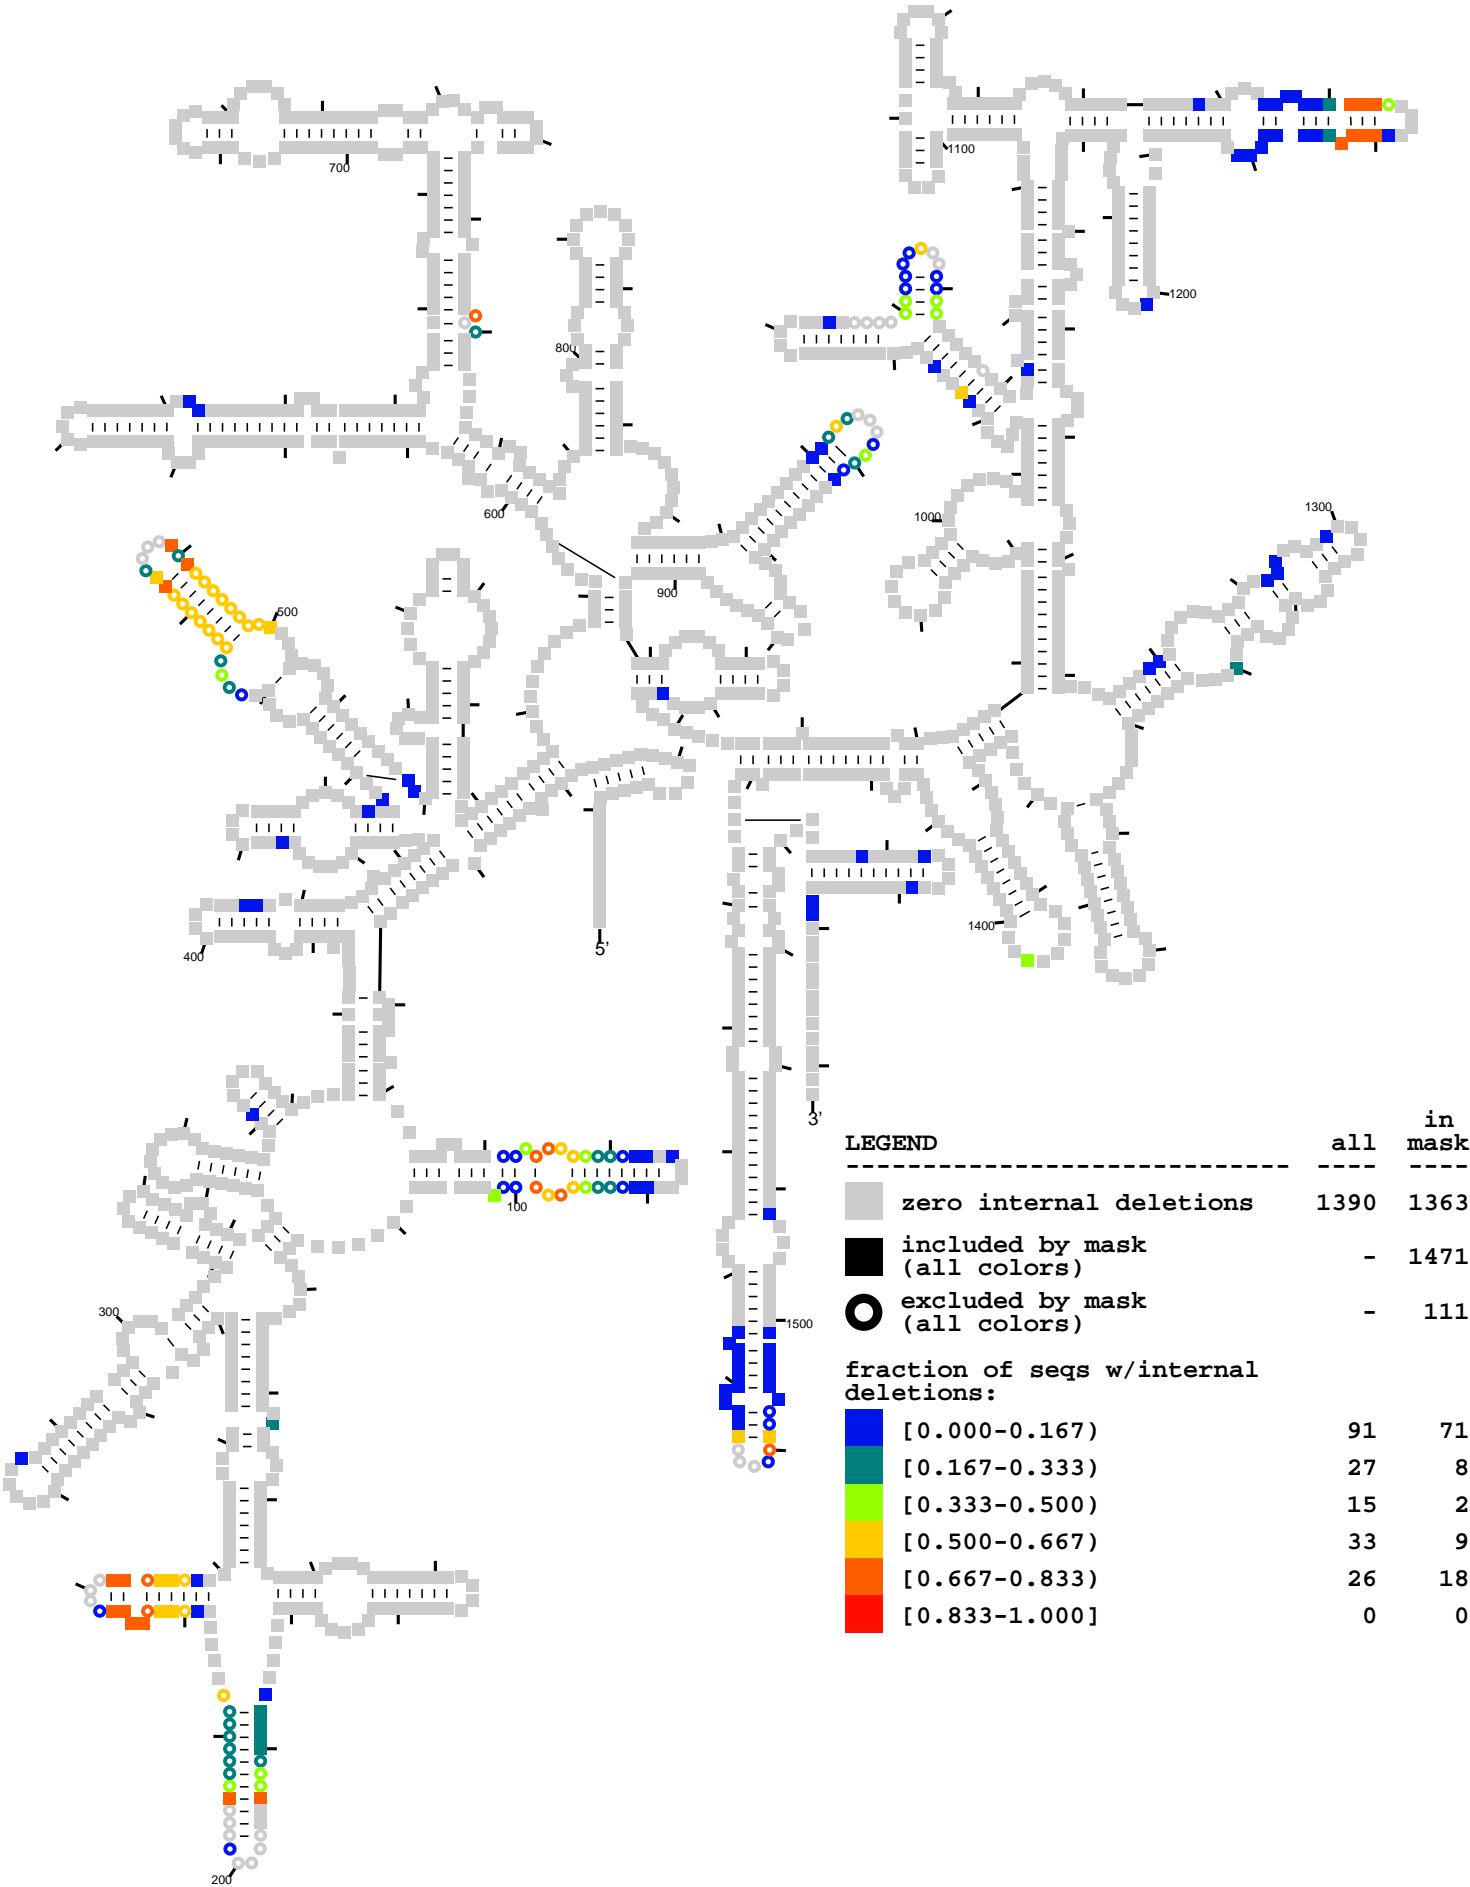 700
1100
1200
800
1000
1300
600
900
500
5'
1400
400
3'
100
300
1500
200
LEGEND all in mask
------------------------------ ---- ----
zero internal deletions 1390 1363
included by mask
(all colors) - 1471
excluded by mask
(all colors) - 111
fraction of seqs w/internal
deletions:
[0.000-0.167) 91 71
[0.167-0.333) 27 8
[0.333-0.500) 15 2
[0.500-0.667) 33 9
[0.667-0.833) 26 18
[0.833-1.000] 0 0